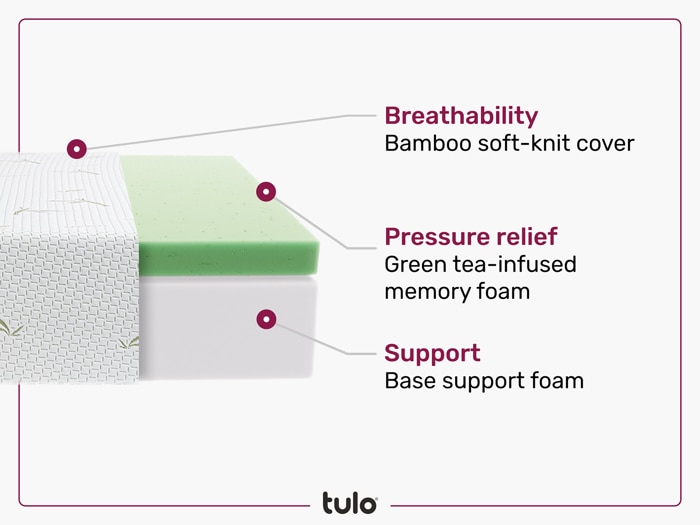 Breathability
Bamboo soft-knit cover
Pressure relief
Green tea-infused
memory foam
Support
Base support foam
tulo